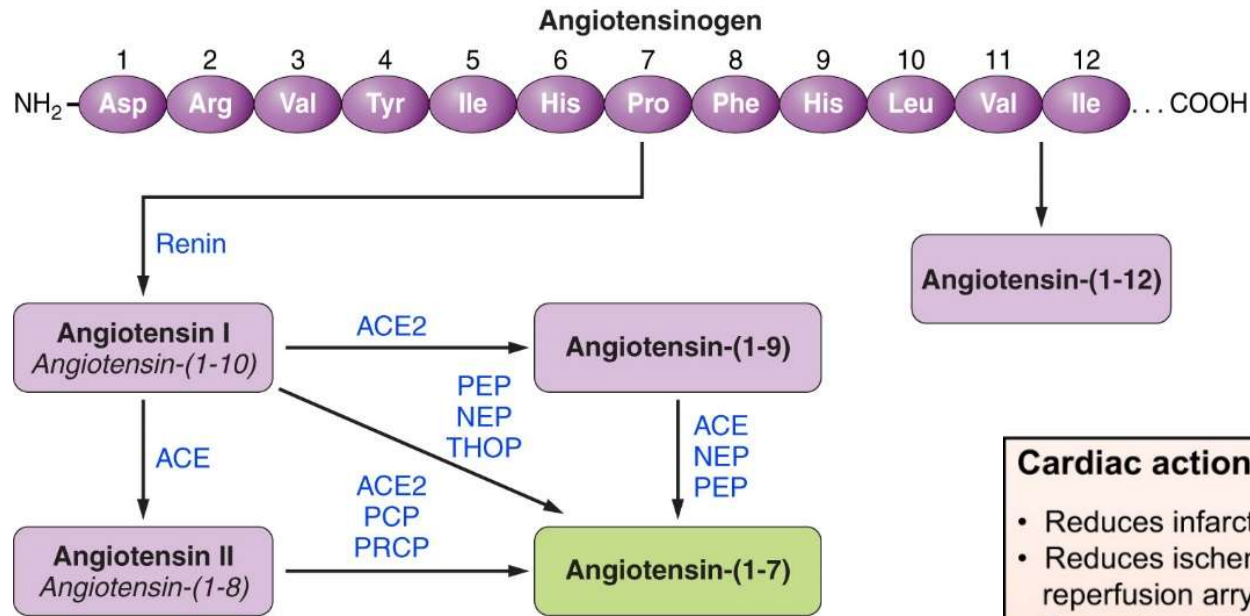 Angiotensinogen
1 2 3 4 5 6 7 8 9 10 11 12
NH2 Asp Arg Val Tyr Ile His Pro Phe His Leu Val Ile ... COOH
Renin
Angiotensin-(1-12)
Angiotensin I
Angiotensin-(1-10)
ACE2
Angiotensin-(1-9)
PEP
NEP
THOP
ACE
NEP
PEP
ACE
ACE2
PCP
PRCP
Angiotensin II
Angiotensin-(1-8)
Angiotensin-(1-7)
Cardiac action
• Reduces infarct
• Reduces ischer
reperfusion arry